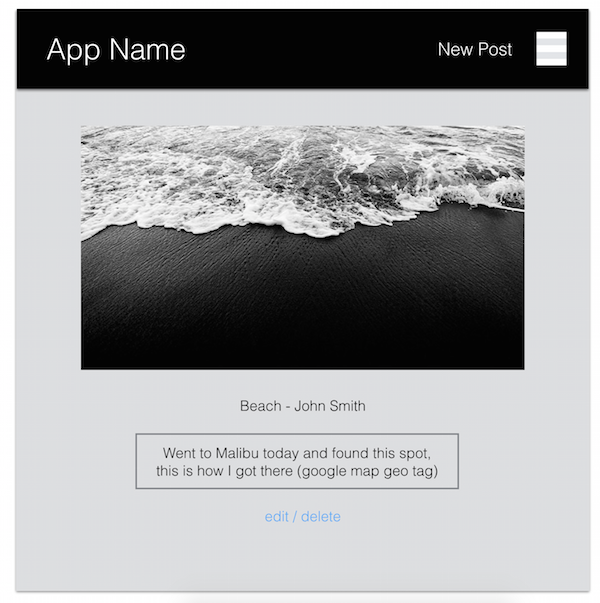 App Name
New Post
Beach - John Smith
Went to Malibu today and found this spot,
this is how I got there (google map geo tag)
edit / delete